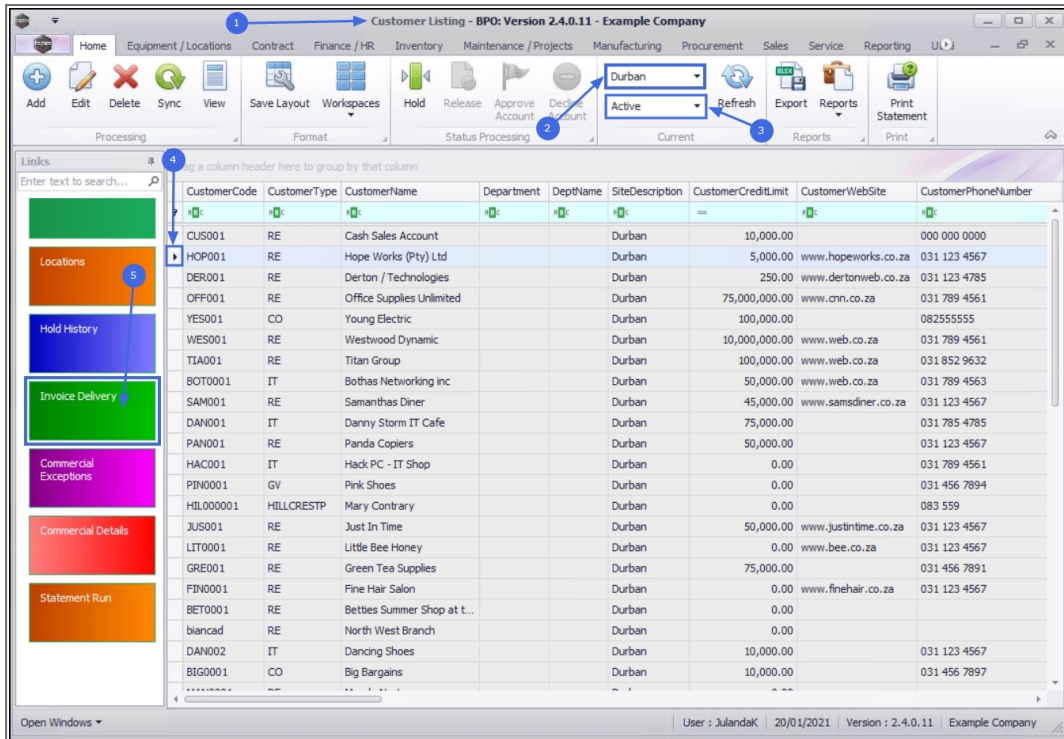 1
Customer Listing - BPO: Version 2.4.0.11 - Example Company
Home Equipment / Locations Contract Finance / HR Inventory Maintenance / Projects Manufacturing Procurement Sales Service Reporting
Add Edit Delete Sync View Save Layout Workspaces Hold Release Approve Account Decline Account
Durban
Active
Refresh Export Reports Print Statement
2
3
Processing Format Status Processing Current Reports Print
Links
4
a column header here to group by that column
Enter text to search...
CustomerCode CustomerType CustomerName Department DeptName SiteDescription CustomerCreditLimit CustomerWebSite CustomerPhoneNumber
CUS001 RE Cash Sales Account Durban 10,000.00 000 000 0000
HOP001 RE Hope Works (Pty) Ltd Durban 5,000.00 www.hopeworks.co.za 031 123 4567
DER001 RE Derton / Technologies Durban 250.00 www.dertonweb.co.za 031 123 4785
OFF001 RE Office Supplies Unlimited Durban 75,000,000.00 www.cnn.co.za 031 789 4561
YES001 CO Young Electric Durban 100,000.00 082555555
WES001 RE Westwood Dynamic Durban 10,000,000.00 www.web.co.za 031 789 4561
TIA001 RE Titan Group Durban 100,000.00 www.web.co.za 031 852 9632
BOT0001 IT Bothas Networking inc Durban 50,000.00 www.web.co.za 031 789 4563
SAM001 RE Samanthas Diner Durban 45,000.00 www.samsdiner.co.za 031 123 4567
DAN001 IT Danny Storm IT Cafe Durban 75,000.00 031 785 4785
PAN001 RE Panda Copiers Durban 50,000.00 031 123 4567
HAC001 IT Hack PC - IT Shop Durban 0.00 031 789 4561
PIN0001 GV Pink Shoes Durban 0.00 031 456 7894
HIL000001 HILLCRESTP Mary Contrary Durban 0.00 083 559
JUS001 RE Just In Time Durban 50,000.00 www.justintime.co.za 031 123 4567
LIT0001 RE Little Bee Honey Durban 0.00 www.bee.co.za 031 123 4567
GRE001 RE Green Tea Supplies Durban 75,000.00 031 456 7891
FIN0001 RE Fine Hair Salon Durban 0.00 www.finehair.co.za 031 123 4567
BET0001 RE Betties Summer Shop at t... Durban 0.00
biancad RE North West Branch Durban 0.00
DAN002 IT Dancing Shoes Durban 10,000.00 031 123 4567
BIG0001 CO Big Bargains Durban 10,000.00 031 456 7897
Locations
5
Hold History
Invoice Delivery
Commercial Exceptions
Commercial Details
Statement Run
Open Windows
User : JulandaK 20/01/2021 Version : 2.4.0.11 Example Company